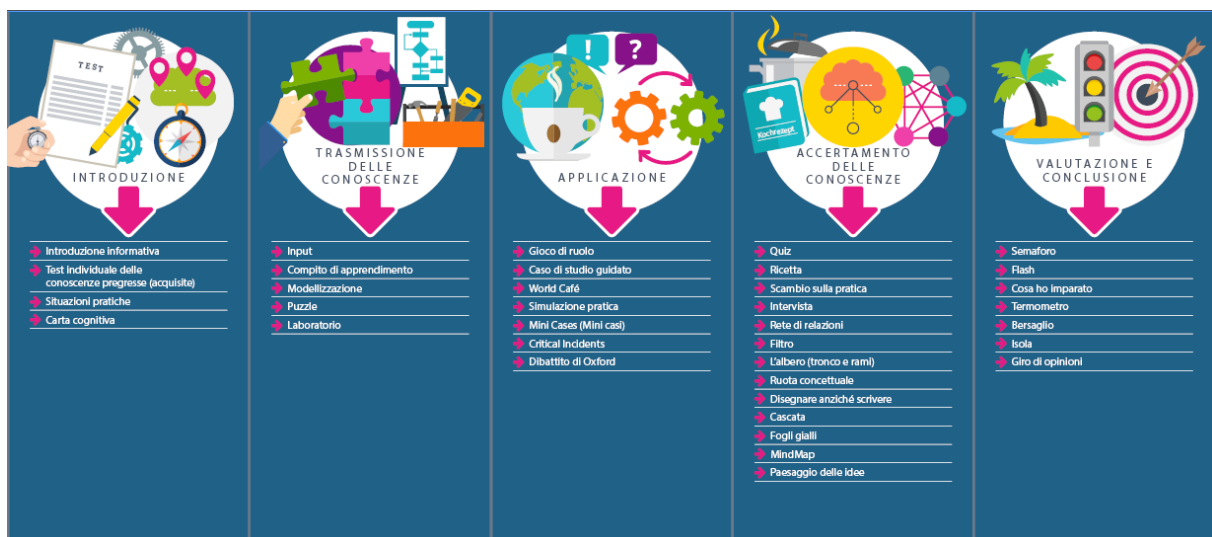 TEST
INTRODUZIONE
Introduzione informativa
Test individuale delle
conoscenze pregresse (acquisite)
Situazioni pratiche
Carta cognitiva
TRASMISSIONE
DELLE
CONOSCENZE
Input
Compito di apprendimento
Modellizzazione
Puzzle
Laboratorio
!
?
APPLICAZIONE
Gioco di ruolo
Caso di studio guidato
World Café
Simulazione pratica
Mini Cases (Mini casi)
Critical Incidents
Dibattito di Oxford
Kochrezept
ACCERTAMENTO
DELLE
CONOSCENZE
Quiz
Ricetta
Scambio sulla pratica
Intervista
Rete di relazioni
Filtro
L'albero (tronco e rami)
Ruota concettuale
Disegnare anziché scrivere
Cascata
Fogli gialli
MindMap
Paesaggio delle idee
VALUTAZIONE E
CONCLUSIONE
Semaforo
Flash
Cosa ho imparato
Termometro
Bersaglio
Isola
Giro di opinioni